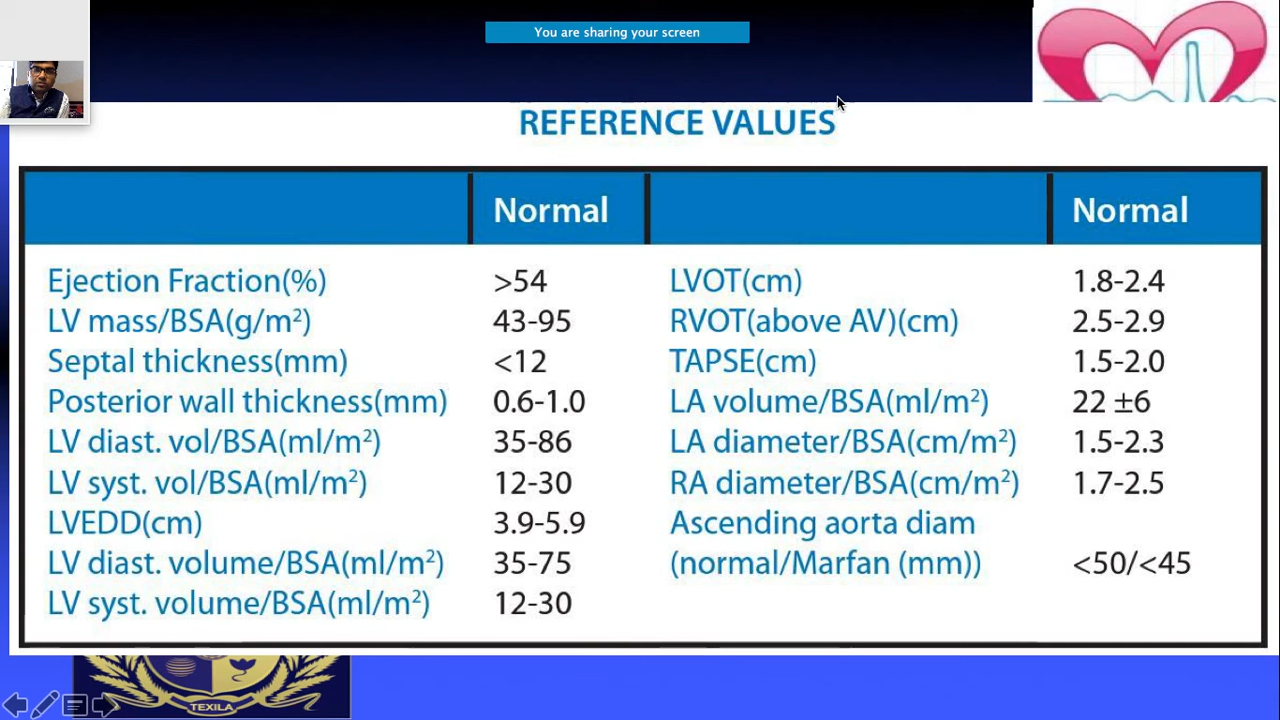 You are sharing your screen
REFERENCE VALUES
Normal Normal
Ejection Fraction(%) >54 LVOT(cm) 1.8-2.4
LV mass/BSA(g/m²) 43-95 RVOT(above AV)(cm) 2.5-2.9
Septal thickness(mm) <12 TAPSE(cm) 1.5-2.0
Posterior wall thickness(mm) 0.6-1.0 LA volume/BSA(ml/m²) 22 ±6
LV diast. vol/BSA(ml/m²) 35-86 LA diameter/BSA(cm/m²) 1.5-2.3
LV syst. vol/BSA(ml/m²) 12-30 RA diameter/BSA(cm/m²) 1.7-2.5
LVEDD(cm) 3.9-5.9 Ascending aorta diam
LV diast. volume/BSA(ml/m²) 35-75 (normal/Marfan (mm)) <50/<45
LV syst. volume/BSA(ml/m²) 12-30
TEXILA